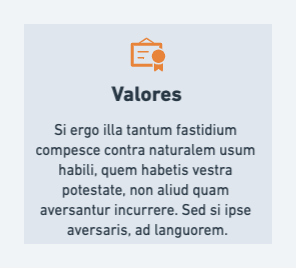 Valores
Si ergo illa tantum fastidium
compesce contra naturalem usum
habili, quem habetis vestra
potestate, non aliud quam
aversantur incurrere. Sed si ipse
aversaris, ad languorem.